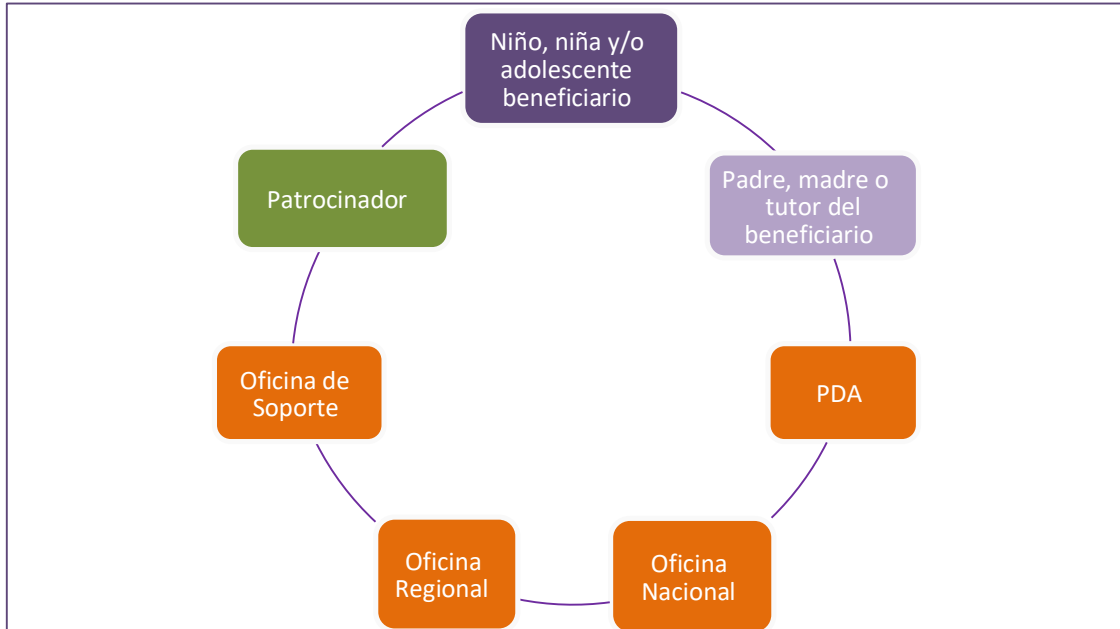 Niño, niña y/o
adolescente
beneficiario
Patrocinador
Padre, madre o
tutor del
beneficiario
Oficina de
Soporte
PDA
Oficina
Regional
Oficina
Nacional